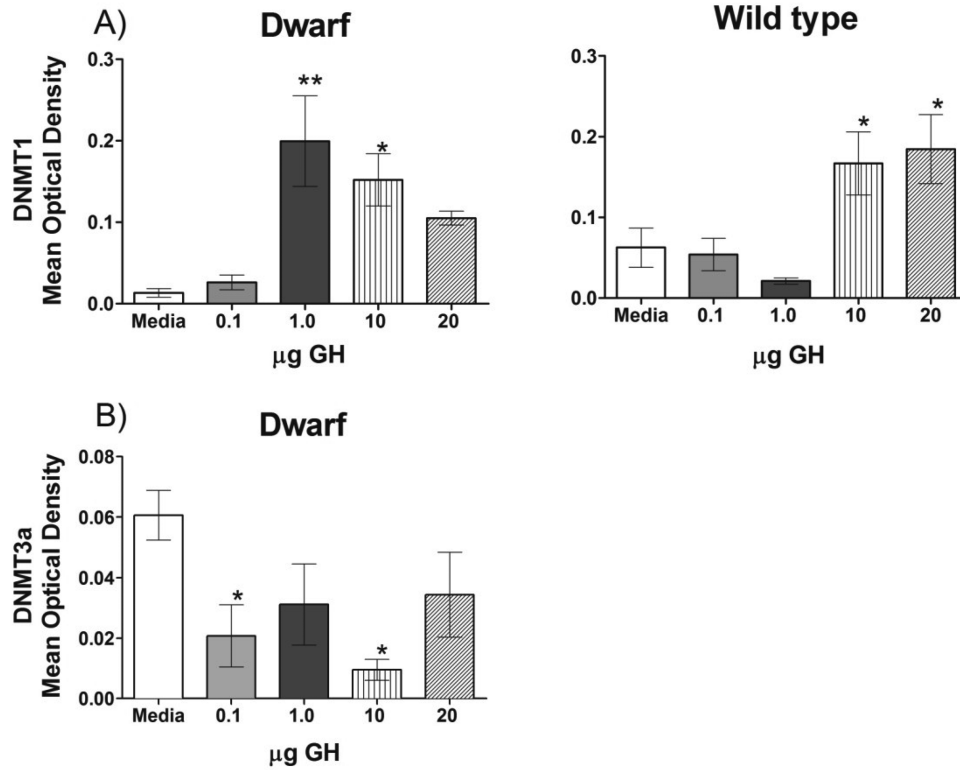 A)
Dwarf
DNMT1
Mean Optical Density
0.3
0.2
0.1
0.0
**
*
Media 0.1 1.0 10 20
µg GH
Wild type
0.3
0.2
0.1
0.0
*
*
Media 0.1 1.0 10 20
µg GH
B)
Dwarf
DNMT3a
Mean Optical Density
0.08
0.06
0.04
0.02
0.00
*
*
Media 0.1 1.0 10 20
µg GH